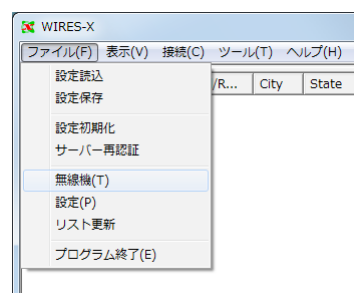 WIRES-X
ファイル(F) 表示(V) 接続(C) ツール(T) ヘルプ(H)
/R... City State
設定読込
設定保存
設定初期化
サーバー再認証
無線機(T)
設定(P)
リスト更新
プログラム終了(E)